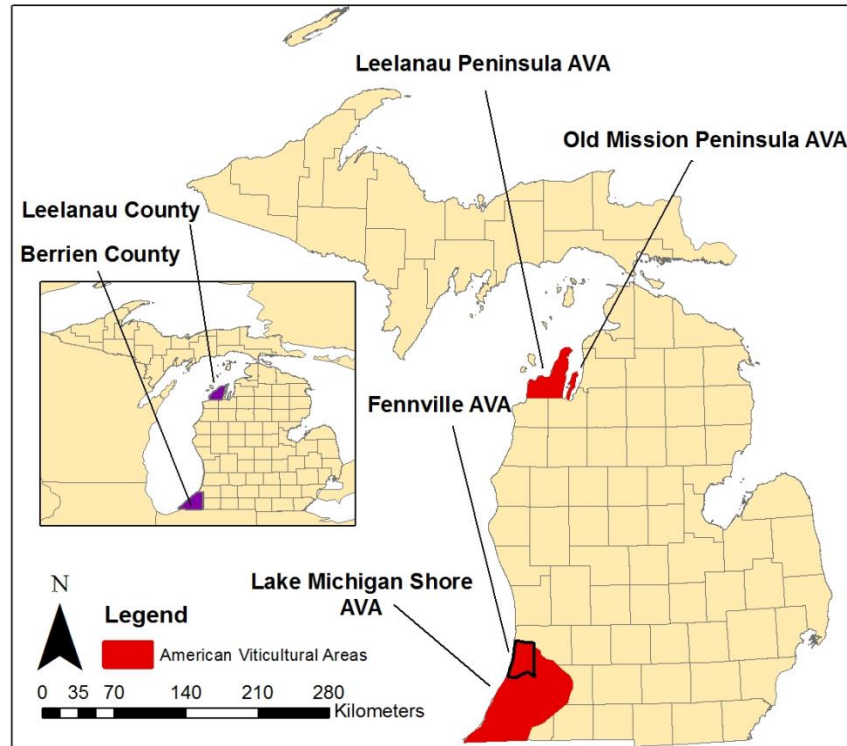 Leelanau Peninsula AVA
Old Mission Peninsula AVA
Leelanau County
Berrien County
Fennville AVA
Lake Michigan Shore
AVA
N
Legend
American Viticultural Areas
0 35 70 140 210 280
Kilometers